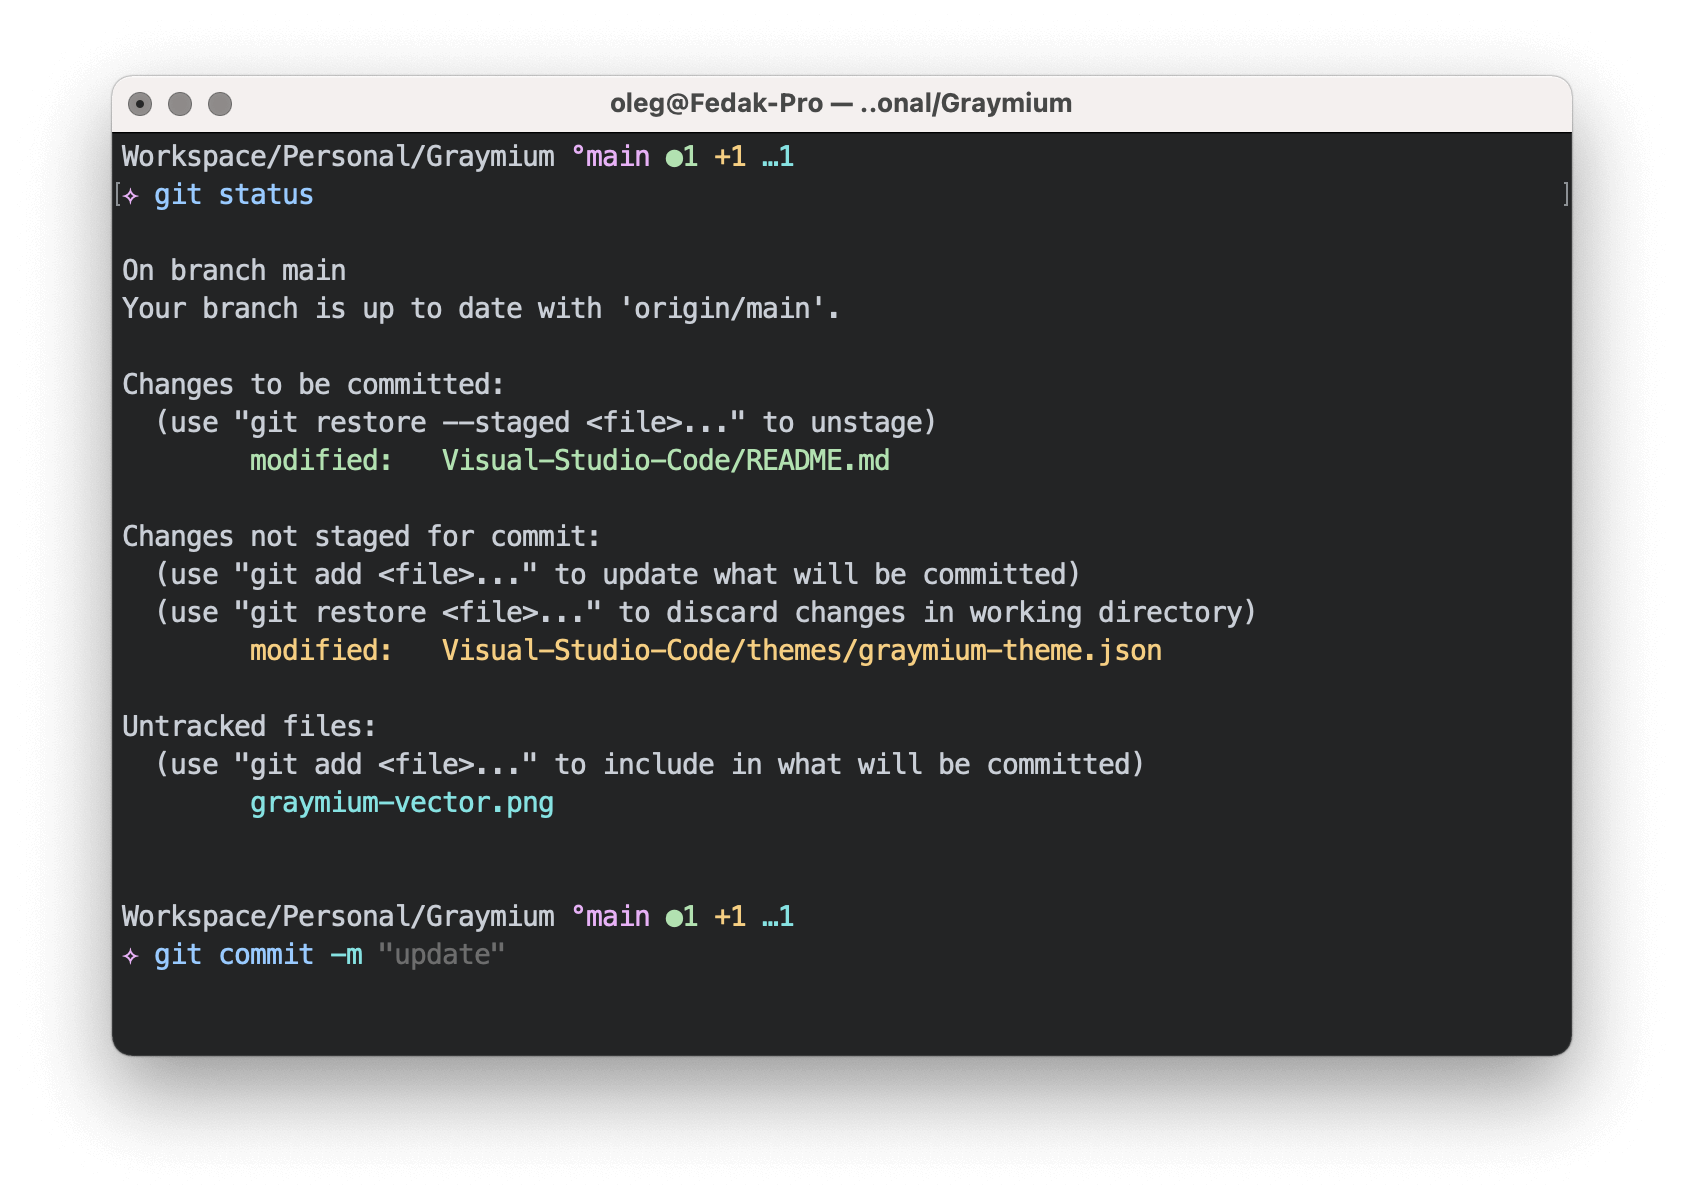 oleg@Fedak-Pro — ..onal/Graymium
Workspace/Personal/Graymium °main ●1 +1 …1
[✧ git status ]
On branch main
Your branch is up to date with 'origin/main'.
Changes to be committed:
  (use "git restore --staged <file>..." to unstage)
        modified:   Visual-Studio-Code/README.md
Changes not staged for commit:
  (use "git add <file>..." to update what will be committed)
  (use "git restore <file>..." to discard changes in working directory)
        modified:   Visual-Studio-Code/themes/graymium-theme.json
Untracked files:
  (use "git add <file>..." to include in what will be committed)
        graymium-vector.png
Workspace/Personal/Graymium °main ●1 +1 …1
✧ git commit -m "update"